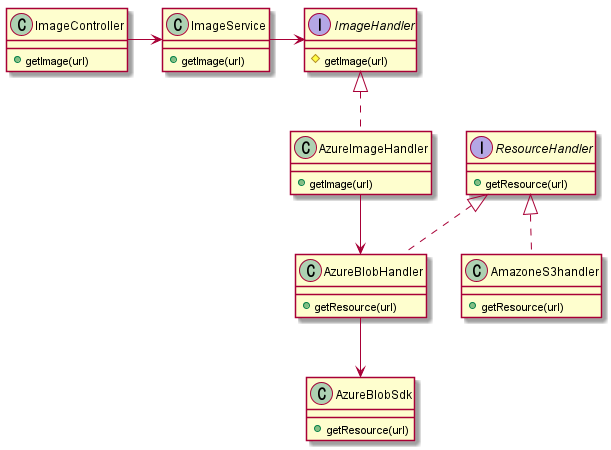 C ImageController
getImage(url)
C ImageService
getImage(url)
I ImageHandler
getImage(url)
C AzureImageHandler
getImage(url)
I ResourceHandler
getResource(url)
C AzureBlobHandler
getResource(url)
C AmazoneS3handler
getResource(url)
C AzureBlobSdk
getResource(url)